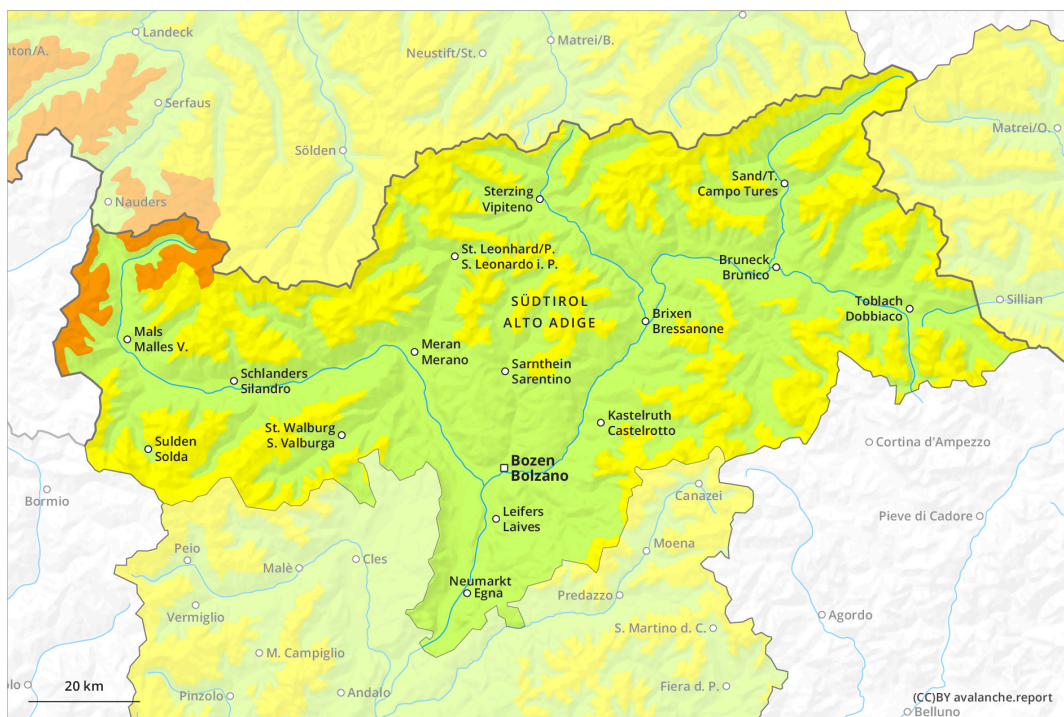 Landeck
Matrei/B.
Neustift/St.
nton/A.
Serfaus
Matrei/O.
Sölden
Sand/T.
Campo Tures
Sterzing
Vipiteno
Nauders
St. Leonhard/P.
S. Leonardo i. P.
Bruneck
Brunico
SÜDTIROL
ALTO ADIGE
Toblach
Dobbiaco
Sillian
Brixen
Bressanone
Mals
Malles V.
Meran
Merano
Sarnthein
Sarentino
Schlanders
Silandro
Kastelruth
Castelrotto
St. Walburg
S. Valburga
Sulden
Solda
Cortina d'Ampezzo
Bozen
Bolzano
Bormio
Canazei
Leifers
Laives
Pieve di Cadore
Peio
Malè
Cles
Moena
Neumarkt
Egna
Predazzo
Vermiglio
Agordo
S. Martino d. C.
M. Campiglio
20 km
olo
Pinzolo
Andalo
Fiera d. P.
(CC)BY avalanche.report
Belluno